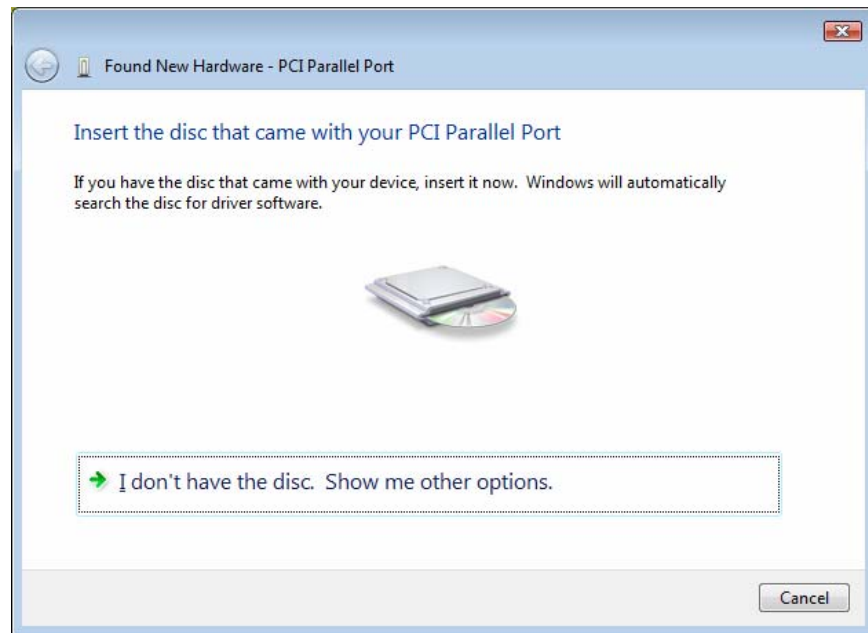 Found New Hardware - PCI Parallel Port
Insert the disc that came with your PCI Parallel Port
If you have the disc that came with your device, insert it now.  Windows will automatically
search the disc for driver software.
I don't have the disc.  Show me other options.
Cancel